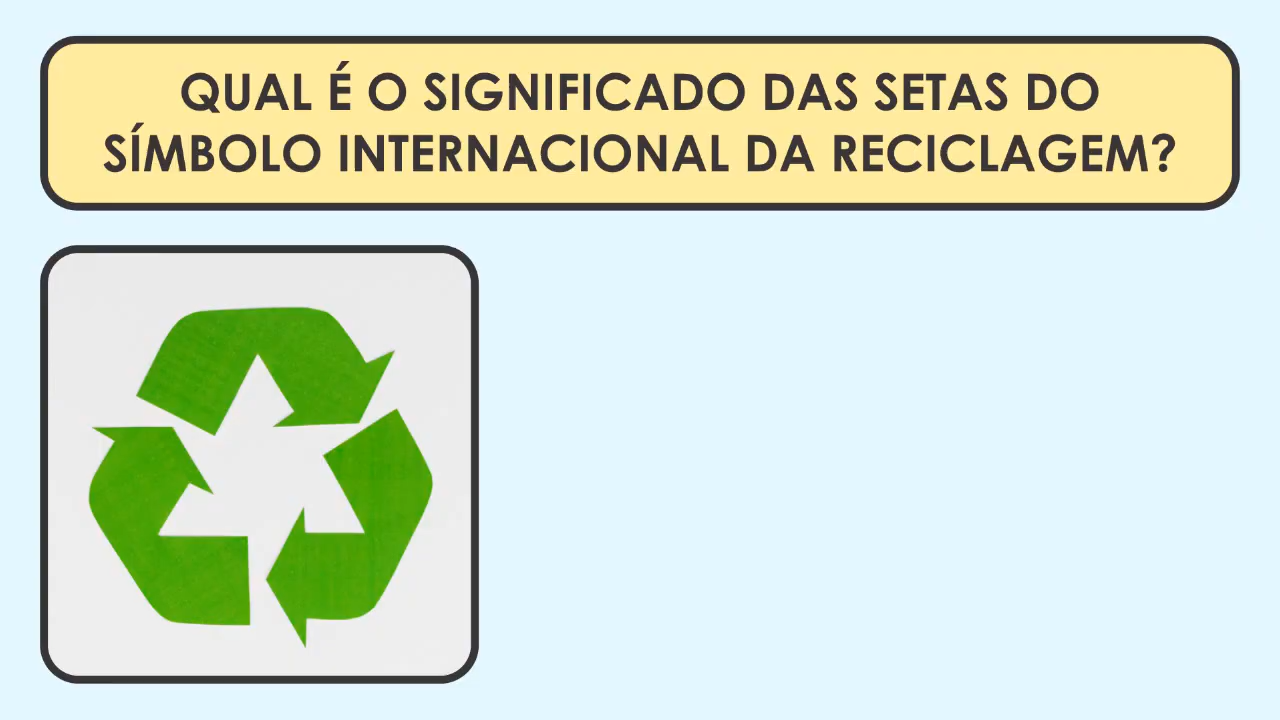 QUAL É O SIGNIFICADO DAS SETAS DO
SÍMBOLO INTERNACIONAL DA RECICLAGEM?